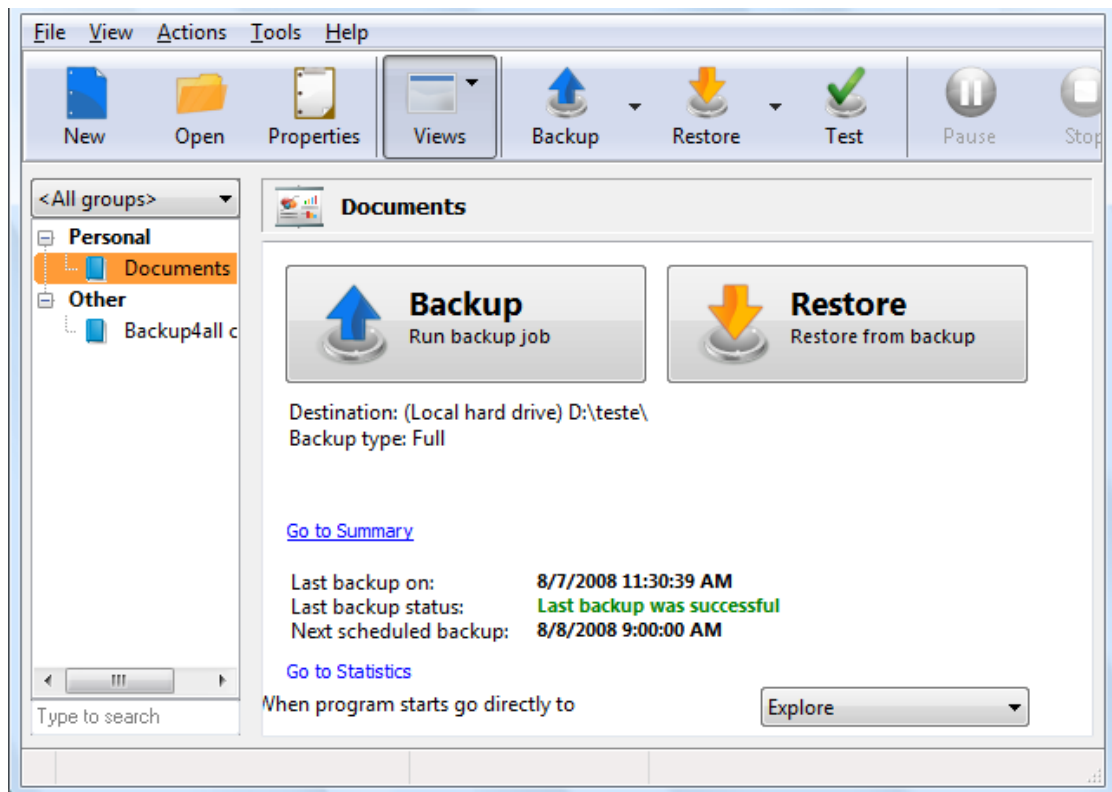 File View Actions Tools Help
New Open Properties Views Backup Restore Test Pause Stop
<All groups>
Documents
Personal
Documents
Other
Backup4all c
Backup
Run backup job
Restore
Restore from backup
Destination: (Local hard drive) D:\teste\
Backup type: Full
Go to Summary
Last backup on: 8/7/2008 11:30:39 AM
Last backup status: Last backup was successful
Next scheduled backup: 8/8/2008 9:00:00 AM
Go to Statistics
When program starts go directly to Explore
Type to search